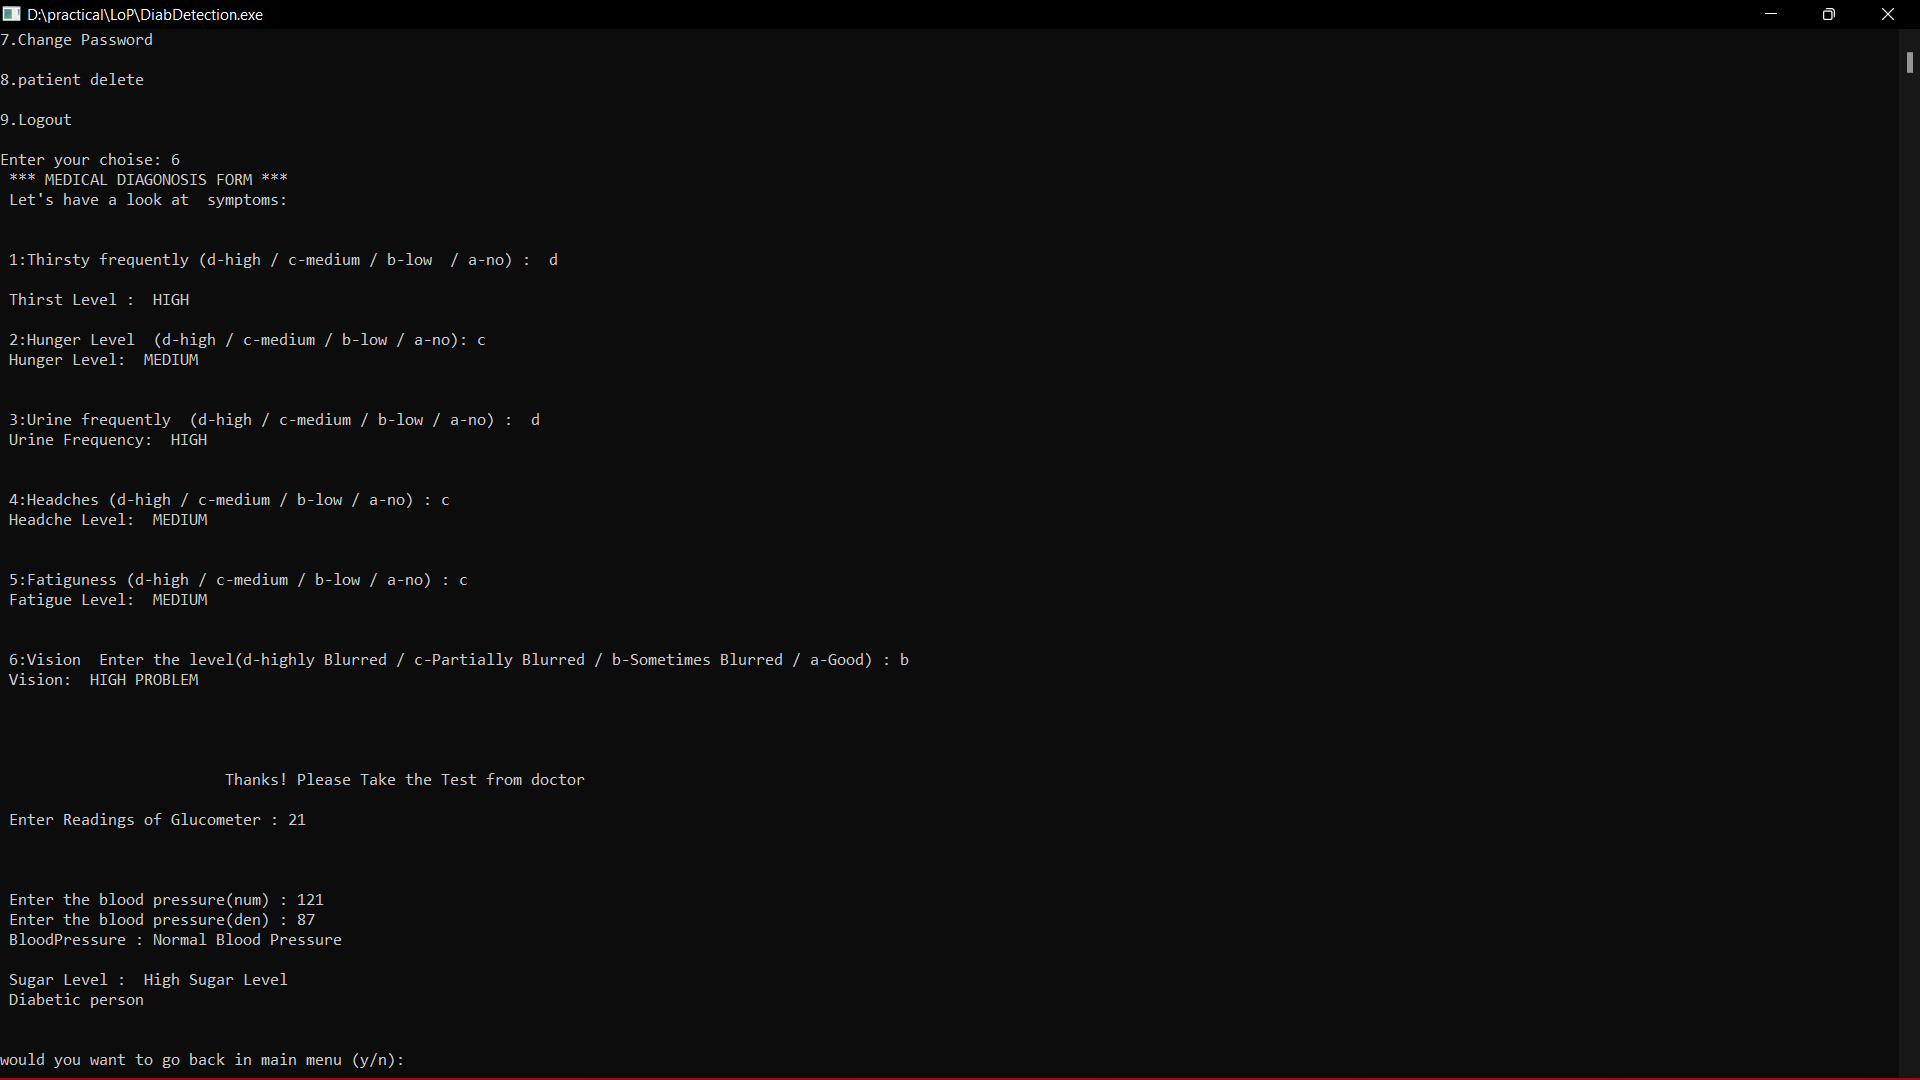 D:\practical\LoP\DiabDetection.exe
7.Change Password
8.patient delete
9.Logout
Enter your choise: 6
*** MEDICAL DIAGONOSIS FORM ***
Let's have a look at  symptoms:
1:Thirsty frequently (d-high / c-medium / b-low  / a-no) :  d
Thirst Level :  HIGH
2:Hunger Level  (d-high / c-medium / b-low / a-no): c
Hunger Level:  MEDIUM
3:Urine frequently  (d-high / c-medium / b-low / a-no) :  d
Urine Frequency:  HIGH
4:Headches (d-high / c-medium / b-low / a-no) : c
Headche Level:  MEDIUM
5:Fatiguness (d-high / c-medium / b-low / a-no) : c
Fatigue Level:  MEDIUM
6:Vision  Enter the level(d-highly Blurred / c-Partially Blurred / b-Sometimes Blurred / a-Good) : b
Vision:  HIGH PROBLEM
Thanks! Please Take the Test from doctor
Enter Readings of Glucometer : 21
Enter the blood pressure(num) : 121
Enter the blood pressure(den) : 87
BloodPressure : Normal Blood Pressure
Sugar Level :  High Sugar Level
Diabetic person
would you want to go back in main menu (y/n):